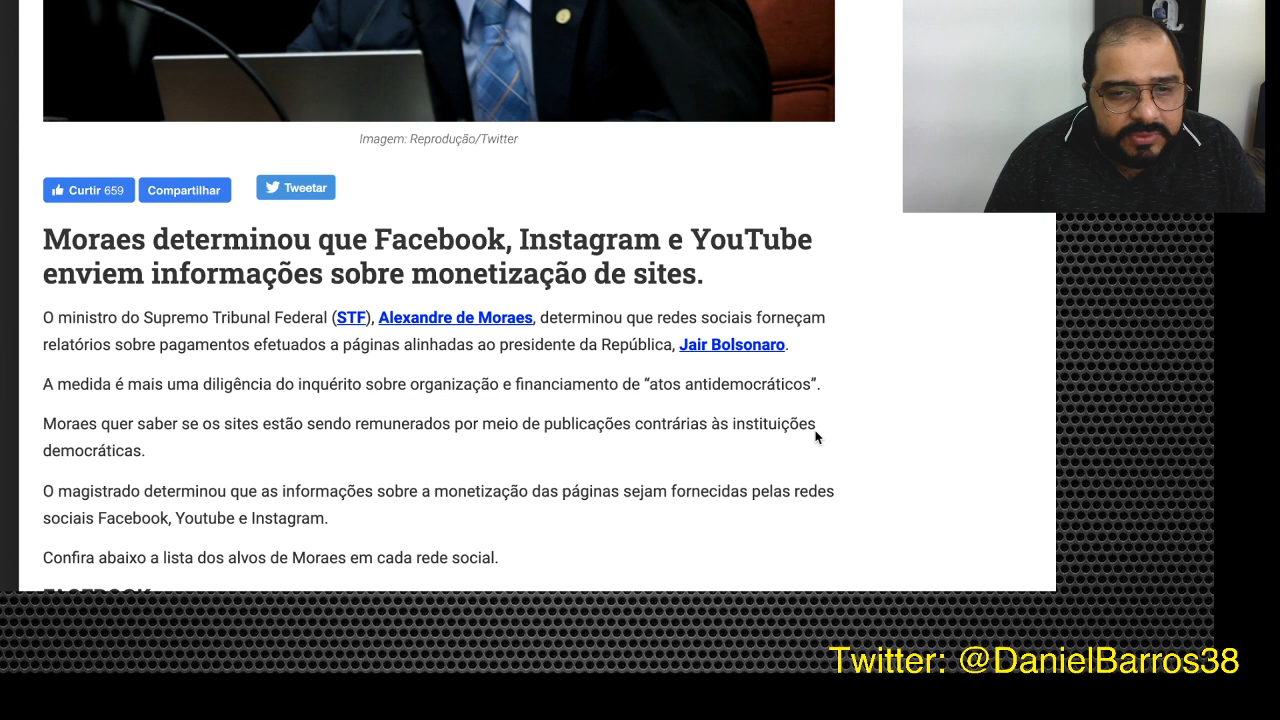 Imagem: Reprodução/Twitter
Curtir 659
Compartilhar
Tweetar
Moraes determinou que Facebook, Instagram e YouTube
enviem informações sobre monetização de sites.
O ministro do Supremo Tribunal Federal (STF), Alexandre de Moraes, determinou que redes sociais forneçam
relatórios sobre pagamentos efetuados a páginas alinhadas ao presidente da República, Jair Bolsonaro.
A medida é mais uma diligência do inquérito sobre organização e financiamento de “atos antidemocráticos”.
Moraes quer saber se os sites estão sendo remunerados por meio de publicações contrárias às instituições
democráticas.
O magistrado determinou que as informações sobre a monetização das páginas sejam fornecidas pelas redes
sociais Facebook, Youtube e Instagram.
Confira abaixo a lista dos alvos de Moraes em cada rede social.
FACEBOOK
Twitter: @DanielBarros38